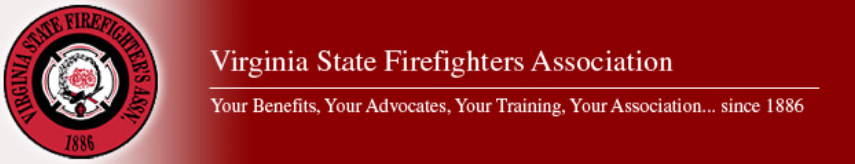 VIRGINIA STATE FIREFIGHTER'S ASSN.
1886
Virginia State Firefighters Association
Your Benefits, Your Advocates, Your Training, Your Association... since 1886